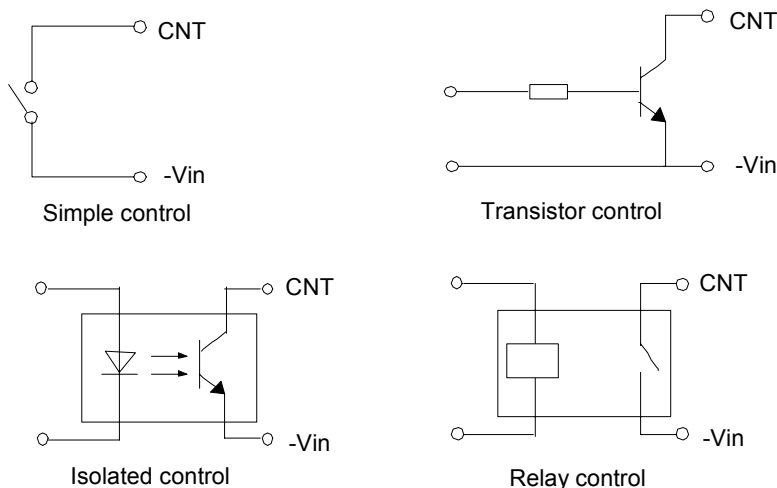 CNT
-Vin
Simple control
CNT
-Vin
Transistor control
CNT
-Vin
Isolated control
CNT
-Vin
Relay control